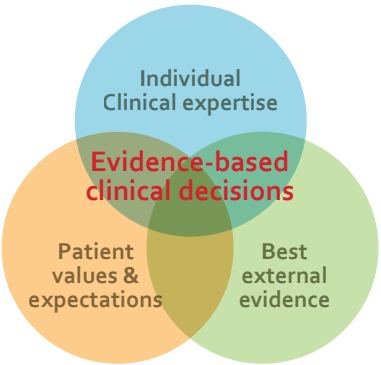 Individual
Clinical expertise
Evidence-based
clinical decisions
Patient
values &
expectations
Best
external
evidence